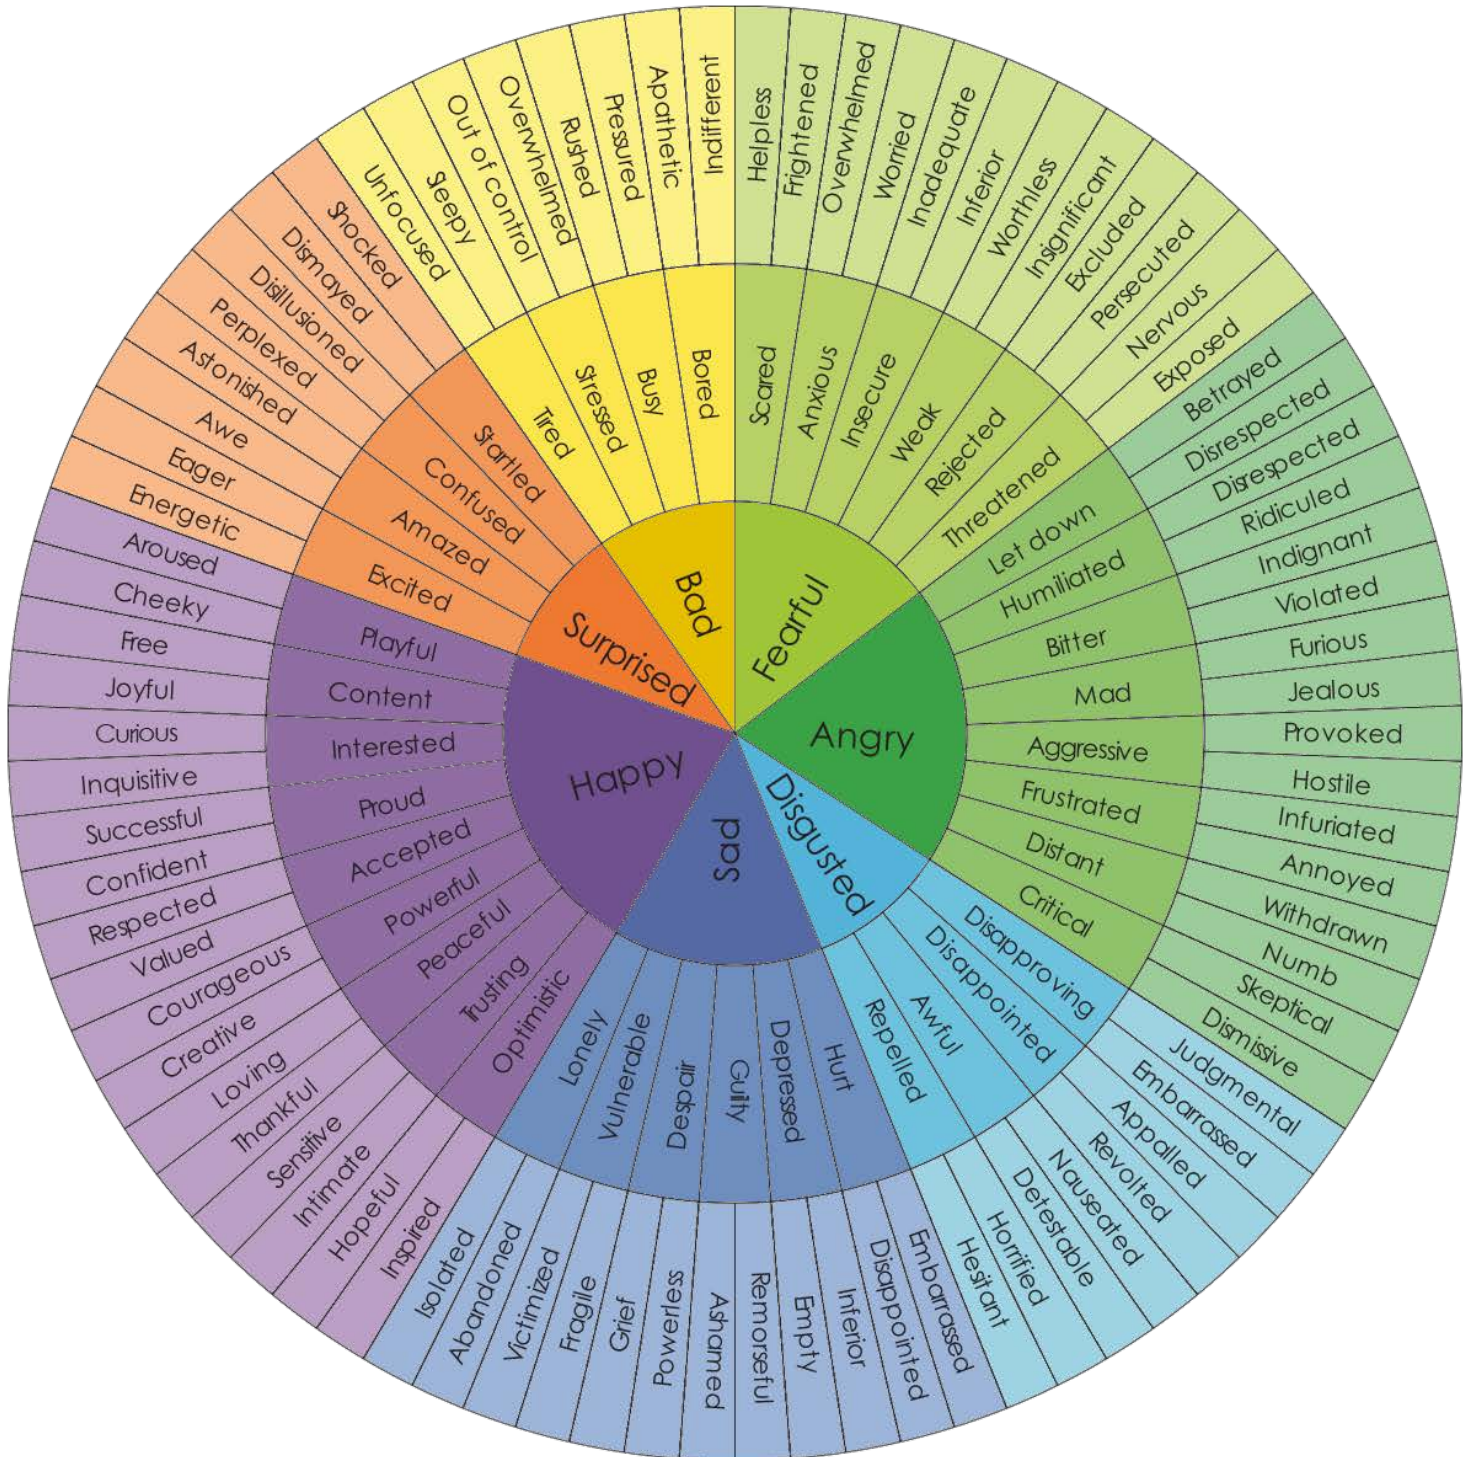 Bad
Fearful
Angry
Disgusted
Sad
Happy
Surprised
Tired
Stressed
Busy
Bored
Scared
Anxious
Insecure
Weak
Rejected
Threatened
Let down
Humiliated
Bitter
Mad
Aggressive
Frustrated
Distant
Critical
Disapproving
Disappointed
Awful
Repelled
Hurt
Depressed
Guilty
Despair
Vulnerable
Lonely
Optimistic
Trusting
Peaceful
Powerful
Accepted
Proud
Interested
Content
Playful
Excited
Amazed
Confused
Startled
Unfocused
Sleepy
Out of control
Overwhelmed
Rushed
Pressured
Apathetic
Indifferent
Helpless
Frightened
Overwhelmed
Worried
Inadequate
Inferior
Worthless
Insignificant
Excluded
Persecuted
Nervous
Exposed
Betrayed
Disrespected
Disrespected
Ridiculed
Indignant
Violated
Furious
Jealous
Provoked
Hostile
Infuriated
Annoyed
Withdrawn
Numb
Skeptical
Dismissive
Judgmental
Embarrassed
Appalled
Revolted
Nauseated
Detestable
Horrified
Hesitant
Embarrassed
Disappointed
Inferior
Empty
Remorseful
Ashamed
Powerless
Grief
Fragile
Victimized
Abandoned
Isolated
Inspired
Hopeful
Intimate
Sensitive
Thankful
Loving
Creative
Courageous
Valued
Respected
Confident
Successful
Inquisitive
Curious
Joyful
Free
Cheeky
Aroused
Energetic
Eager
Awe
Astonished
Perplexed
Disillusioned
Dismayed
Shocked